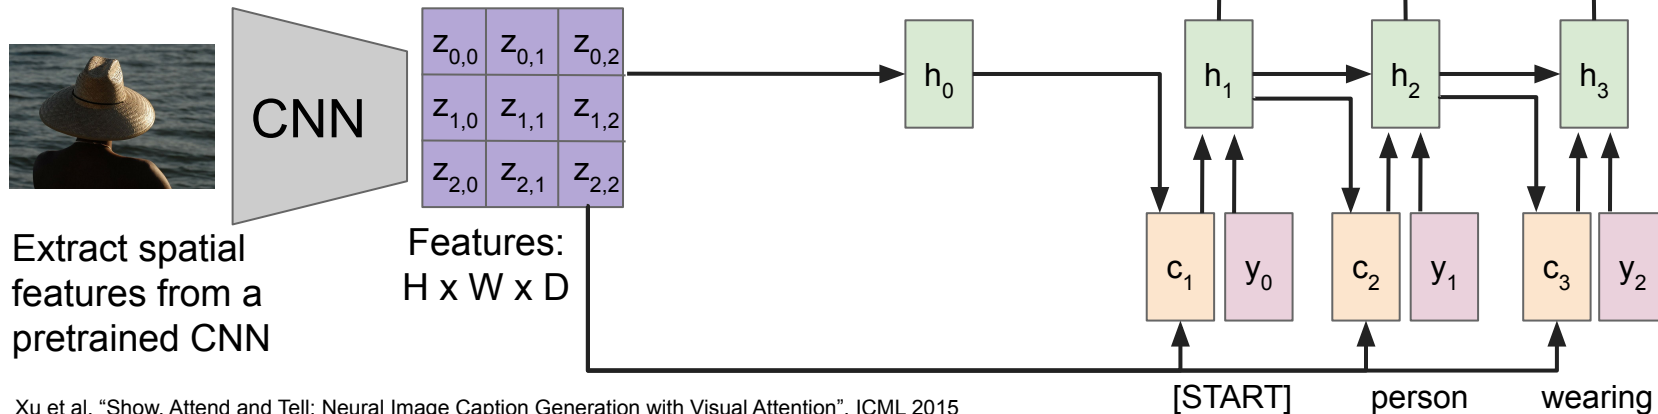 CNN
z0,0 z0,1 z0,2
z1,0 z1,1 z1,2
z2,0 z2,1 z2,2
h0
h1
h2
h3
Extract spatial
features from a
pretrained CNN
Features:
H x W x D
c1 y0 c2 y1 c3 y2
[START] person wearing
Xu et al, “Show, Attend and Tell: Neural Image Caption Generation with Visual Attention”, ICML 2015